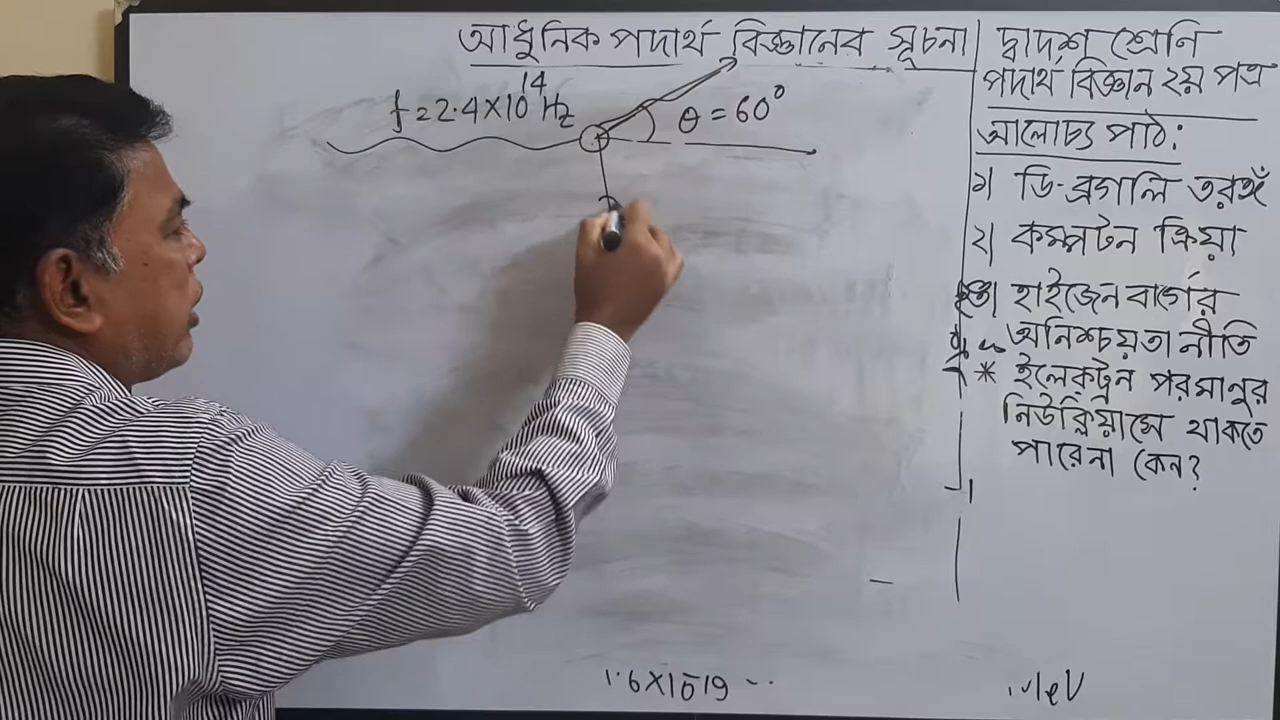 আধুনিক পদার্থ বিজ্ঞানের সূচনা
f = 2.4×10¹⁴ Hz
θ = 60°
দ্বাদশ শ্রেণি
পদার্থ বিজ্ঞান ২য় পত্র
আলোচ্য পাঠ:
১। ডি-ব্রগলি তরঙ্গঁ
২। কম্পটন ক্রিয়া
৩। হাইজেনবার্গের
অনিশ্চয়তা নীতি
* ইলেকট্রন পরমানুর
নিউক্লিয়াসে থাকতে
পারেনা কেন?
1.6×10⁻19 --
eV